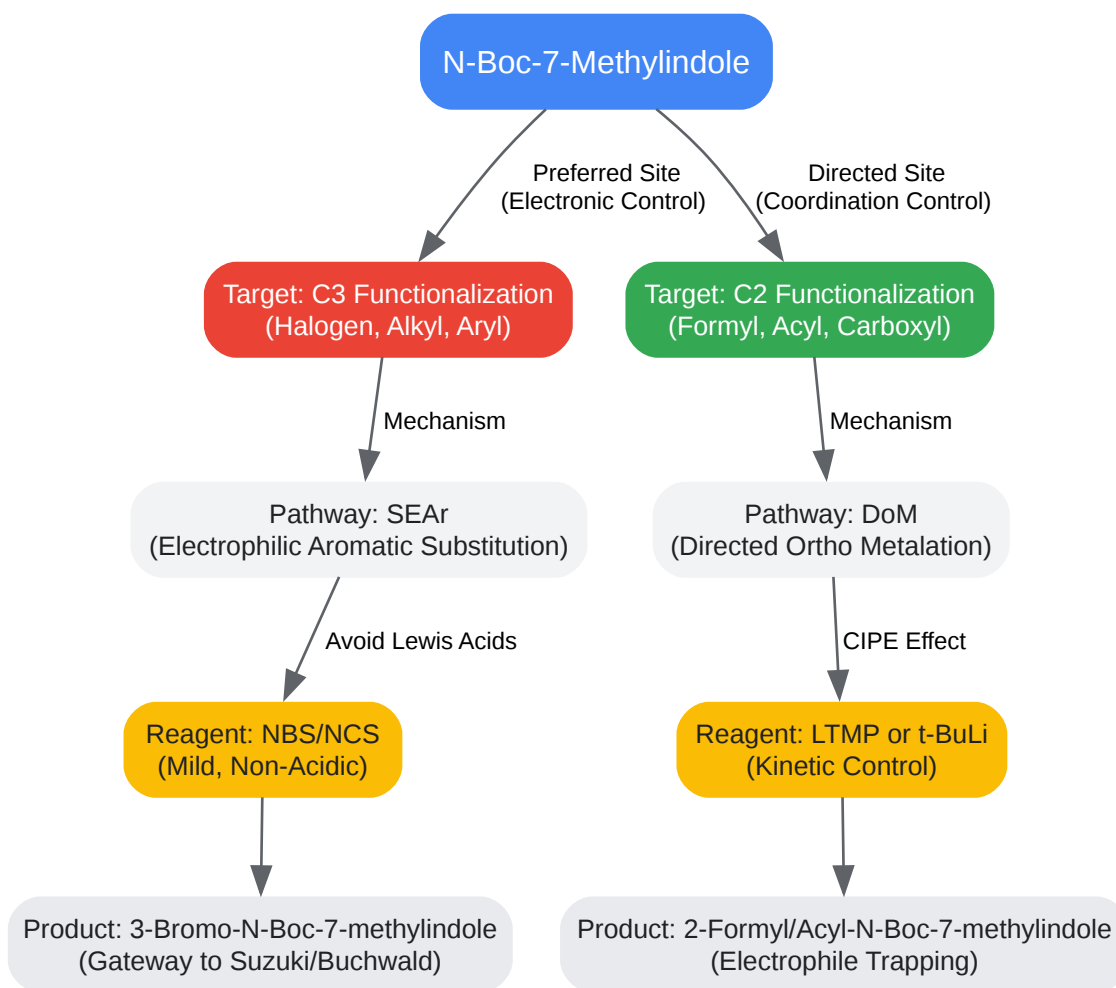 N-Boc-7-Methylindole
Preferred Site
(Electronic Control)
Directed Site
(Coordination Control)
Target: C3 Functionalization
(Halogen, Alkyl, Aryl)
Target: C2 Functionalization
(Formyl, Acyl, Carboxyl)
Mechanism
Mechanism
Pathway: SEAr
(Electrophilic Aromatic Substitution)
Pathway: DoM
(Directed Ortho Metalation)
Avoid Lewis Acids
CIPE Effect
Reagent: NBS/NCS
(Mild, Non-Acidic)
Reagent: LTMP or t-BuLi
(Kinetic Control)
Product: 3-Bromo-N-Boc-7-methylindole
(Gateway to Suzuki/Buchwald)
Product: 2-Formyl/Acyl-N-Boc-7-methylindole
(Electrophile Trapping)